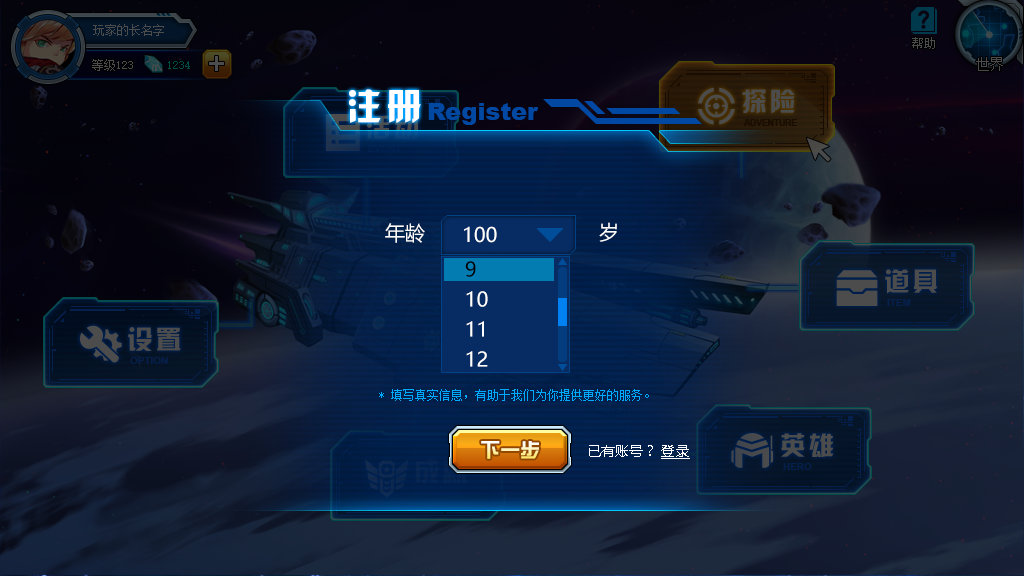 玩家的长名字
等级123 1234
帮助
世界
注册 Register
探险
ADVENTURE
年龄 100 岁
9
10
11
12
道具
ITEM
设置
OPTION
* 填写真实信息，有助于我们为你提供更好的服务。
下一步 已有账号？登录
英雄
HERO